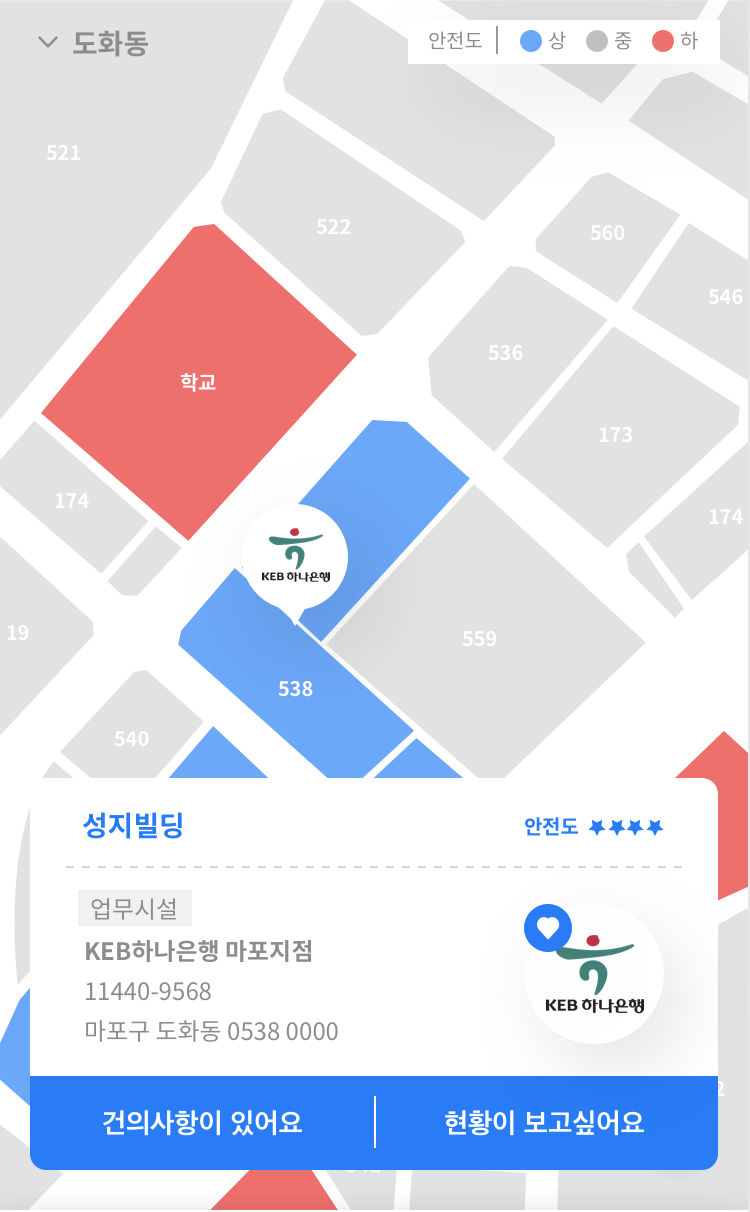 도화동
안전도 상 중 하
521
522
560
546
536
학교
173
174
174
KEB 하나은행
19
559
538
540
성지빌딩
안전도
업무시설
KEB하나은행 마포지점
11440-9568
마포구 도화동 0538 0000
KEB 하나은행
건의사항이 있어요
현황이 보고싶어요